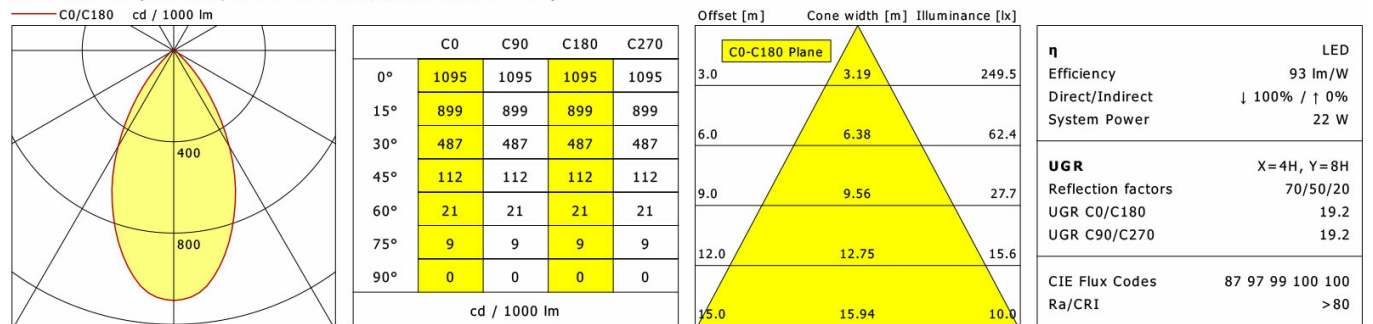 C0/C180 cd / 1000 lm
400
800
C0 C90 C180 C270
0° 1095 1095 1095 1095
15° 899 899 899 899
30° 487 487 487 487
45° 112 112 112 112
60° 21 21 21 21
75° 9 9 9 9
90° 0 0 0 0
cd / 1000 lm
Offset [m] Cone width [m] Illuminance [lx]
C0-C180 Plane
3.0 3.19 249.5
6.0 6.38 62.4
9.0 9.56 27.7
12.0 12.75 15.6
15.0 15.94 10.0
η LED
Efficiency 93 lm/W
Direct/Indirect ↓ 100% / ↑ 0%
System Power 22 W
UGR X=4H, Y=8H
Reflection factors 70/50/20
UGR C0/C180 19.2
UGR C90/C270 19.2
CIE Flux Codes 87 97 99 100 100
Ra/CRI >80